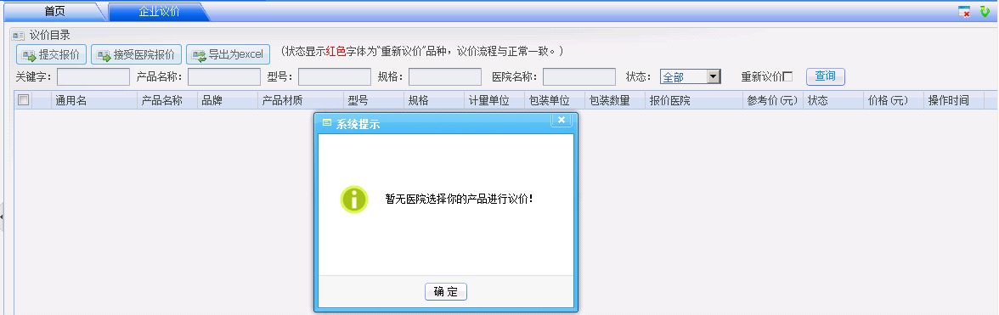 首页 企业议价
议价目录
提交报价 接受医院报价 导出为excel (状态显示红色字体为“重新议价”品种，议价流程与正常一致。)
关键字： 产品名称： 型号： 规格： 医院名称： 状态： 全部 重新议价 查询
通用名 产品名称 品牌 产品材质 型号 规格 计量单位 包装单位 包装数量 报价医院 参考价(元) 状态 价格(元) 操作时间
系统提示
暂无医院选择你的产品进行议价！
确 定